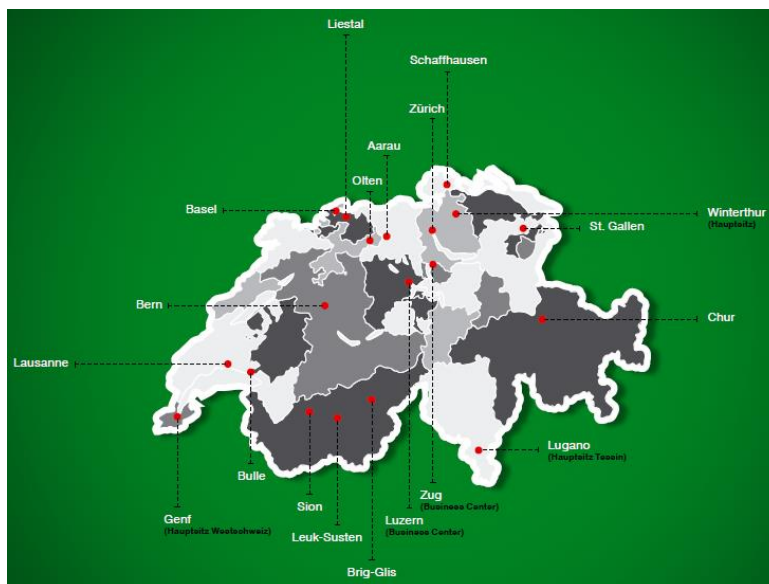 Liestal
Schaffhausen
Zürich
Aarau
Olten
Basel
Winterthur
(Hauptsitz)
St. Gallen
Bern
Chur
Lausanne
Lugano
(Hauptsitz Tessin)
Bulle
Zug
(Business Center)
Sion
Genf
(Hauptsitz Westschweiz)
Luzern
(Business Center)
Leuk-Susten
Brig-Glis